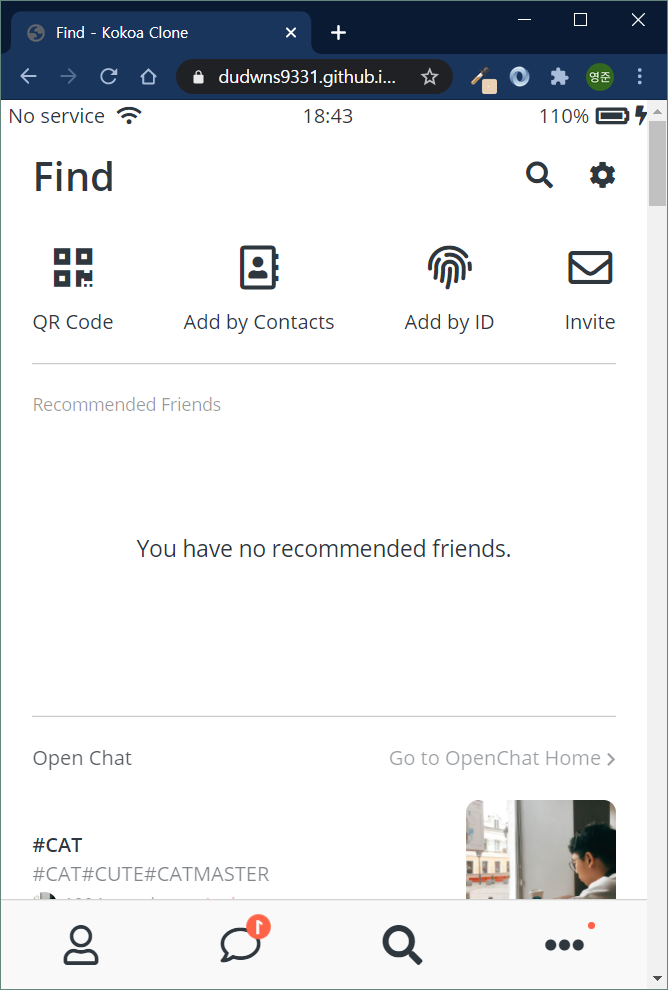 Find - Kokoa Clone
dudwns9331.github.i...
영준
No service 18:43 110%
Find
QR Code Add by Contacts Add by ID Invite
Recommended Friends
You have no recommended friends.
Open Chat Go to OpenChat Home
#CAT
#CAT#CUTE#CATMASTER
1